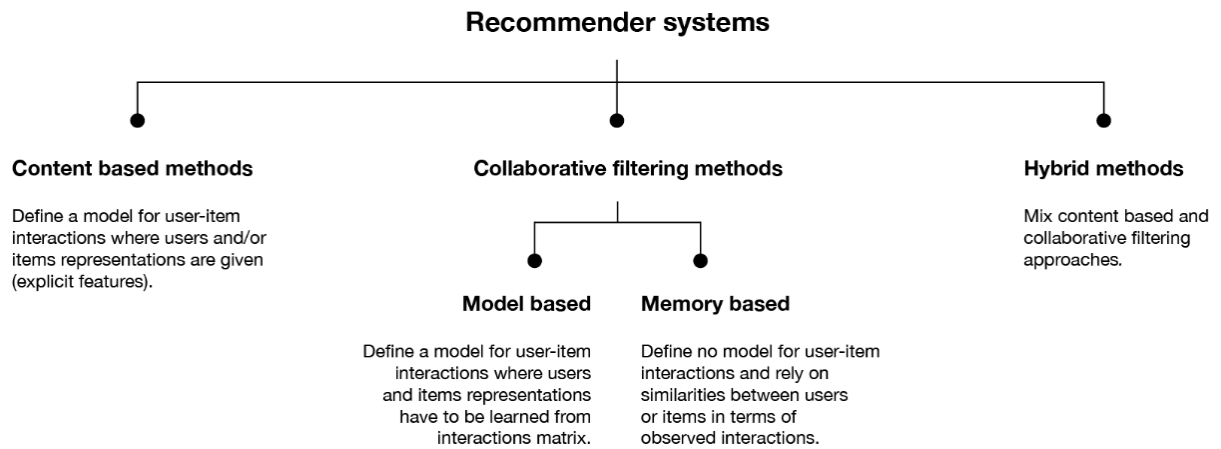 Recommender systems
Content based methods
Define a model for user-item
interactions where users and/or
items representations are given
(explicit features).
Collaborative filtering methods
Model based
Define a model for user-item
interactions where users
and items representations
have to be learned from
interactions matrix.
Memory based
Define no model for user-item
interactions and rely on
similarities between users
or items in terms of
observed interactions.
Hybrid methods
Mix content based and
collaborative filtering
approaches.